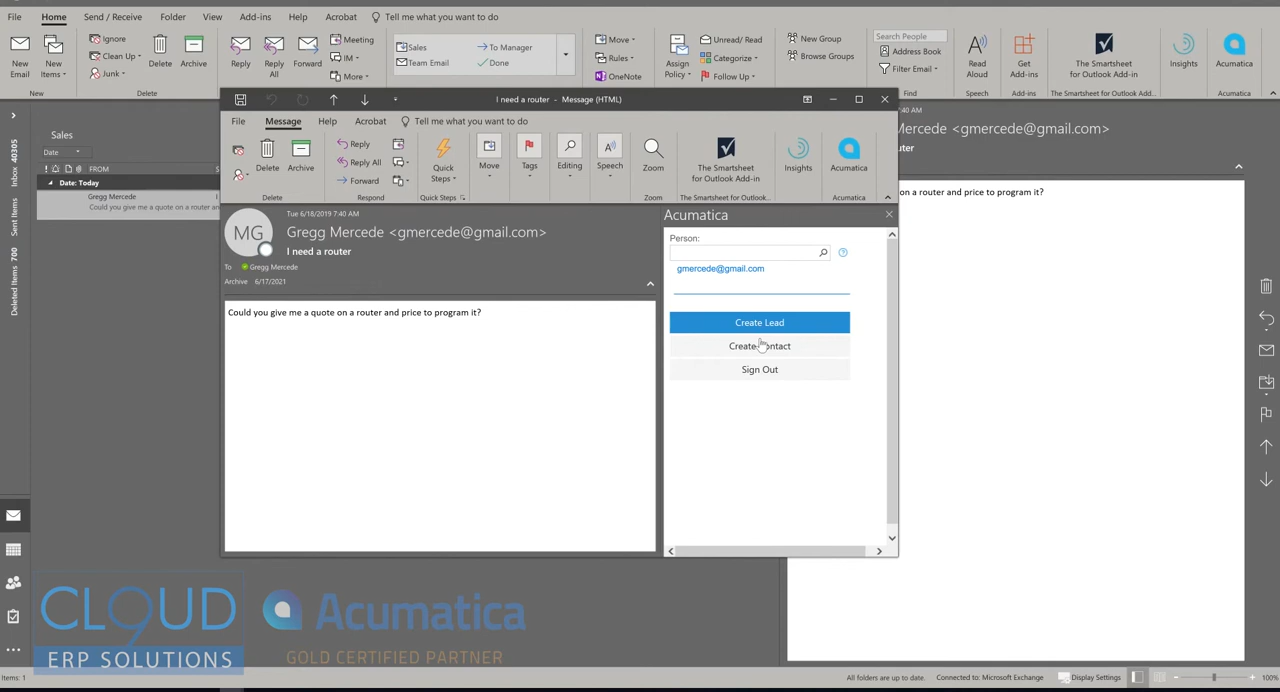 File Home Send / Receive Folder View Add-ins Help Acrobat Tell me what you want to do
New Email
New Items
New
Ignore
Clean Up
Junk
Delete
Archive
Delete
Reply
Reply All
Forward
Meeting
IM
More
Sales
Team Email
To Manager
Done
Move
Rules
OneNote
Assign Policy
Unread/ Read
Categorize
Follow Up
New Group
Browse Groups
Search People
Address Book
Filter Email
Find
Read Aloud
Speech
Get Add-ins
Add-ins
The Smartsheet for Outlook Add-in
The Smartsheet for Outlook Add...
Insights
Acumatica
Acumatica
I need a router - Message (HTML)
File Message Help Acrobat Tell me what you want to do
Delete
Archive
Delete
Reply
Reply All
Forward
Respond
Quick Steps
Quick Steps
Move
Tags
Editing
Speech
Zoom
Zoom
The Smartsheet for Outlook Add-in
The Smartsheet for Outlook...
Insights
Acumatica
Acumatica
Inbox 40305
Sent Items
Deleted Items 700
Sales
Date
FROM S
Date: Today
Gregg Mercede I
Could you give me a quote on a router an
MG
Tue 6/18/2019 7:40 AM
Gregg Mercede <gmercede@gmail.com>
I need a router
To Gregg Mercede
Archive 6/17/2021
Could you give me a quote on a router and price to program it?
Acumatica
Person:
gmercede@gmail.com
Create Lead
Create ontact
Sign Out
:40 AM
Mercede <gmercede@gmail.com>
outer
on a router and price to program it?
CLOUD
9
ERP SOLUTIONS
Acumatica
GOLD CERTIFIED PARTNER
Items: 1
All folders are up to date.
Connected to: Microsoft Exchange
Display Settings
100%